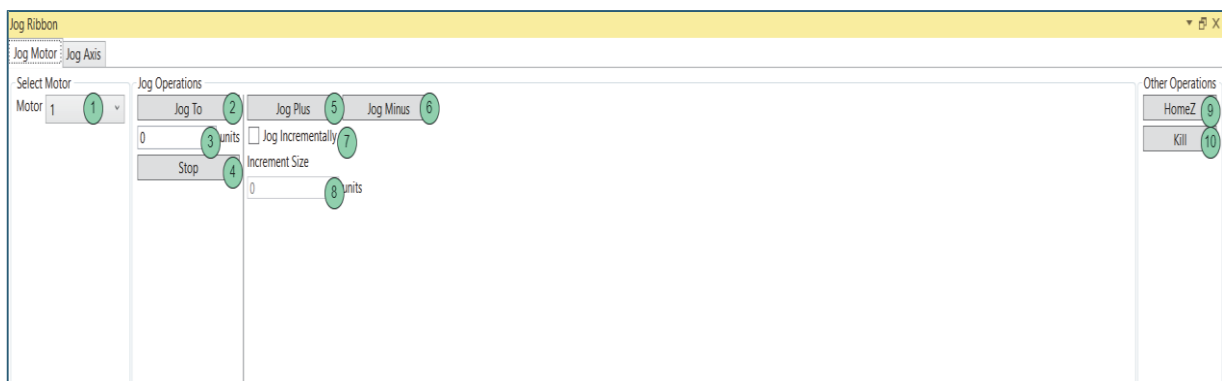 Jog Ribbon
Jog Motor Jog Axis
Select Motor
Motor 1 1
Jog Operations
Jog To 2
0 3 units
Stop 4
Jog Plus 5 Jog Minus 6
Jog Incrementally 7
Increment Size
0 8 units
Other Operations
HomeZ 9
Kill 10